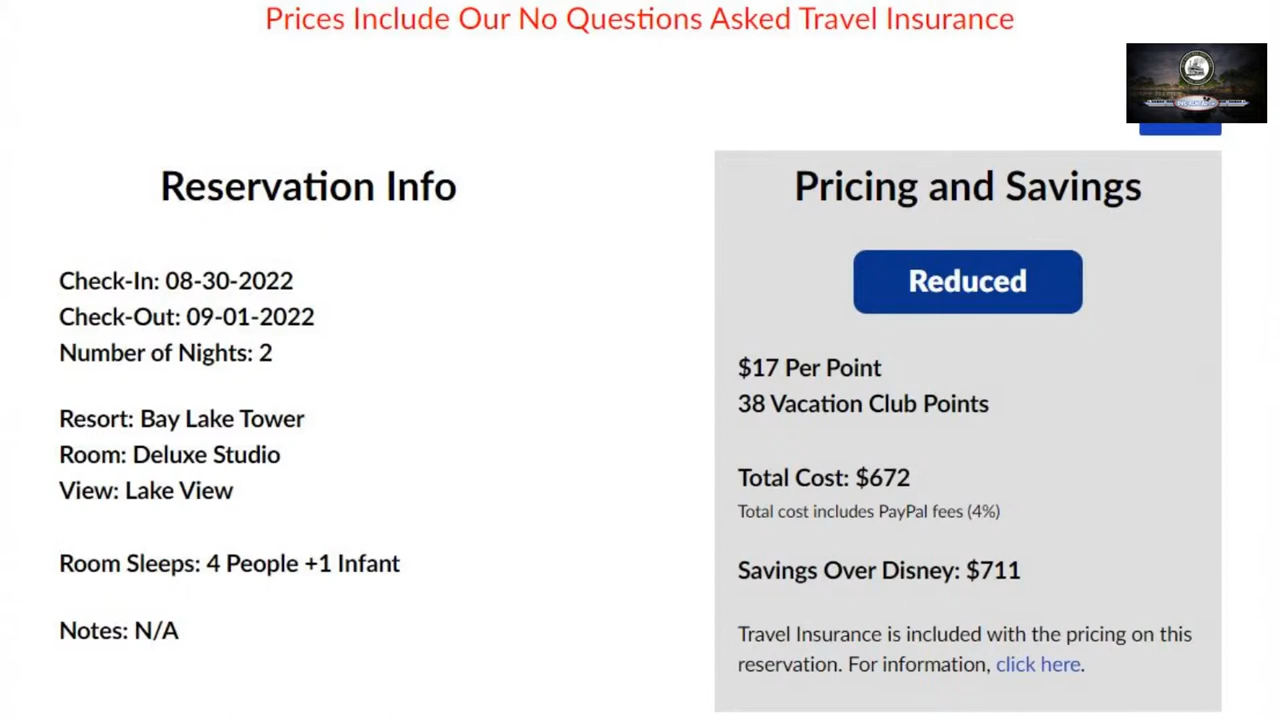 Prices Include Our No Questions Asked Travel Insurance
Reservation Info
Check-In: 08-30-2022
Check-Out: 09-01-2022
Number of Nights: 2
Resort: Bay Lake Tower
Room: Deluxe Studio
View: Lake View
Room Sleeps: 4 People +1 Infant
Notes: N/A
Pricing and Savings
Reduced
$17 Per Point
38 Vacation Club Points
Total Cost: $672
Total cost includes PayPal fees (4%)
Savings Over Disney: $711
Travel Insurance is included with the pricing on this
reservation. For information, click here.